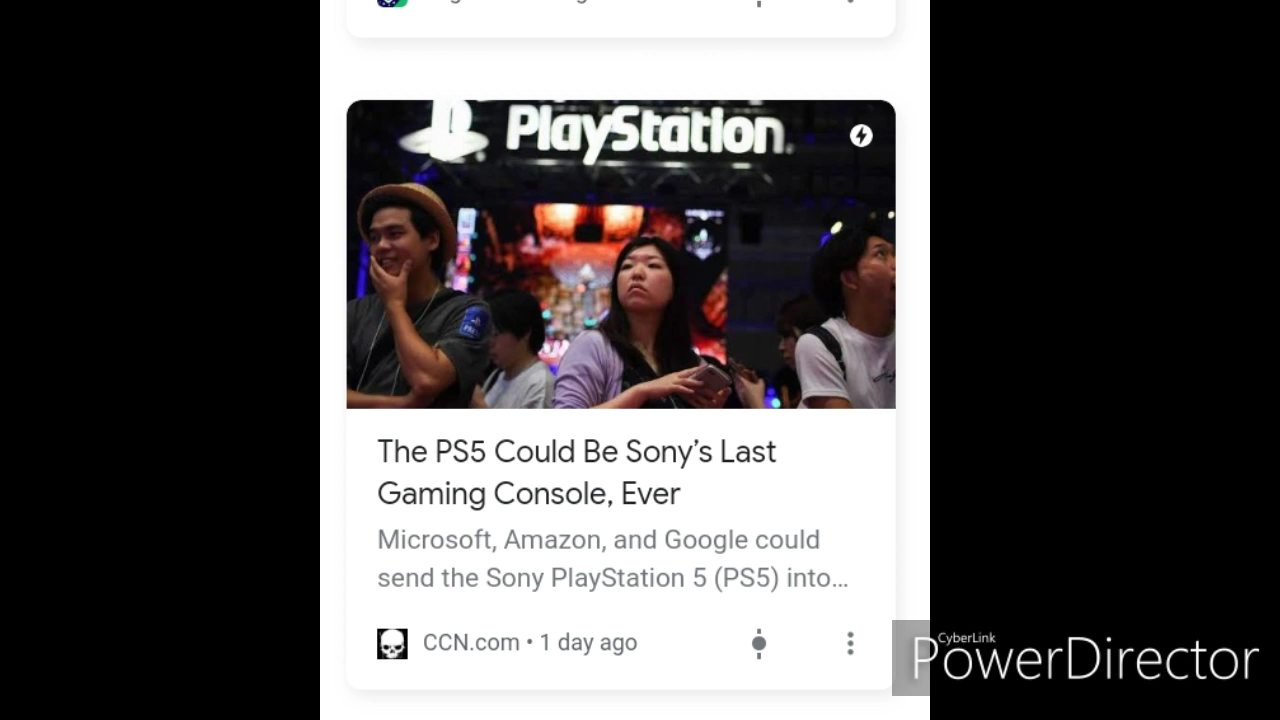 PlayStation
The PS5 Could Be Sony's Last
Gaming Console, Ever
Microsoft, Amazon, and Google could
send the Sony PlayStation 5 (PS5) into…
CCN.com • 1 day ago
CyberLink
PowerDirector